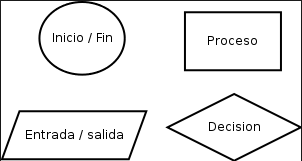 Inicio / Fin
Proceso
Entrada / salida
Decision